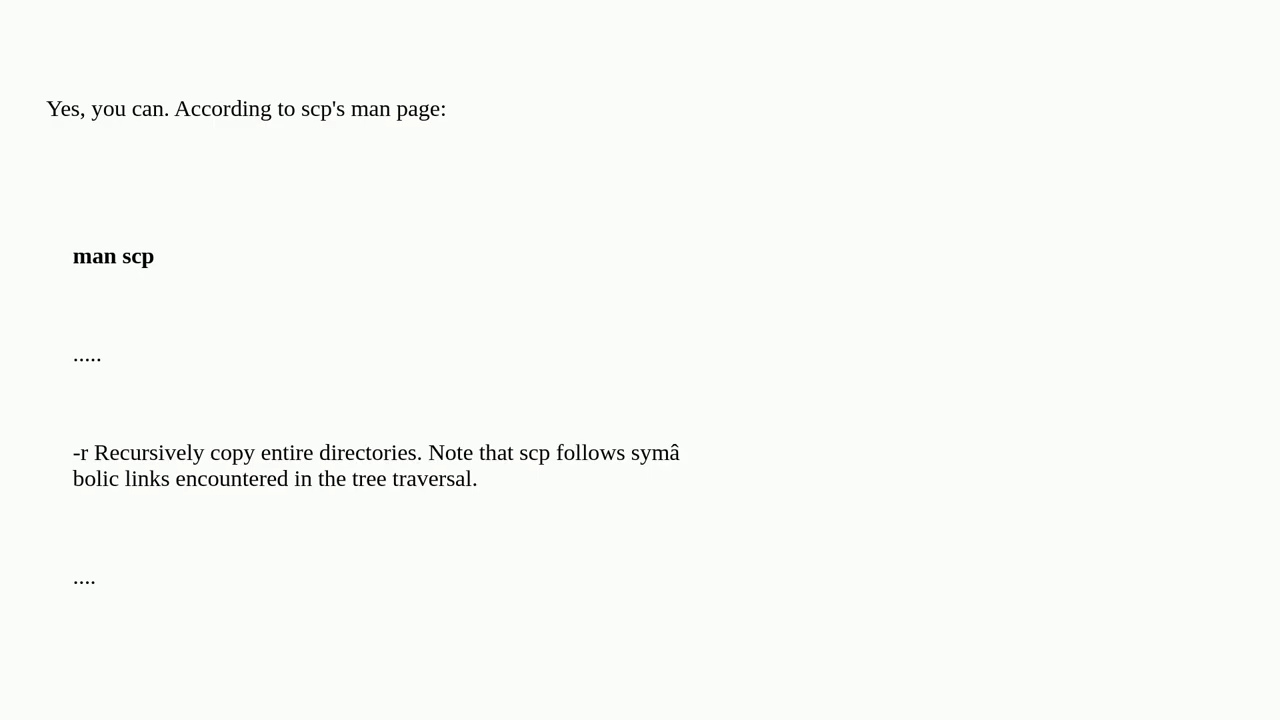 Yes, you can. According to scp's man page:
man scp
.....
-r Recursively copy entire directories. Note that scp follows symâ
bolic links encountered in the tree traversal.
....